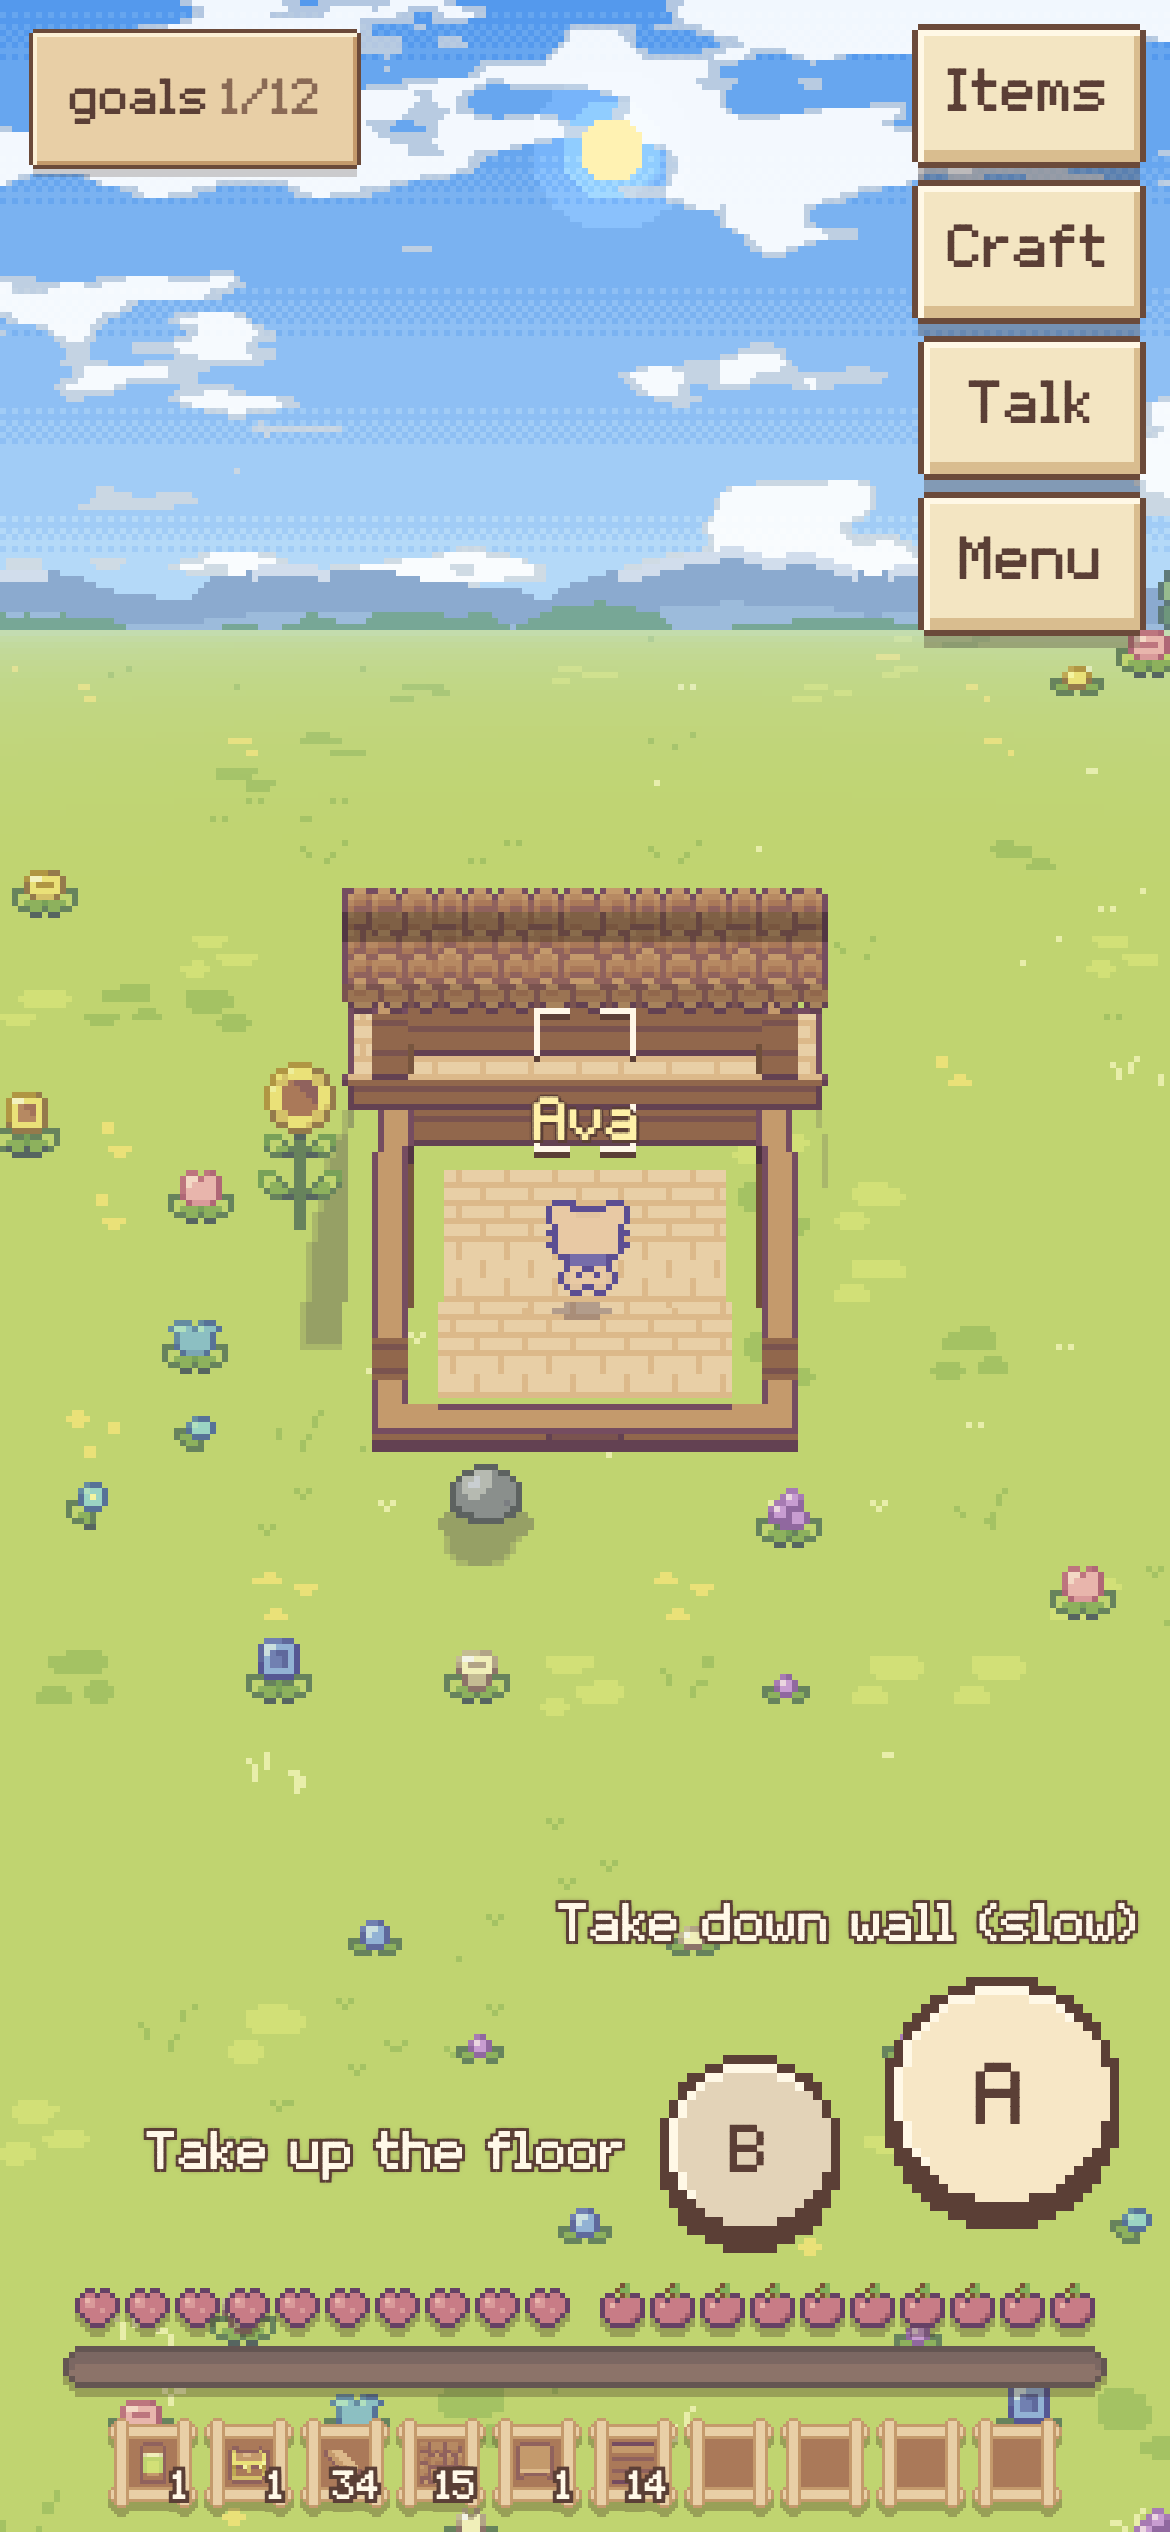 goals 1/12
Items
Craft
Talk
Menu
Ava
Take down wall (slow)
A
Take up the floor
B
1
1
34
15
1
14